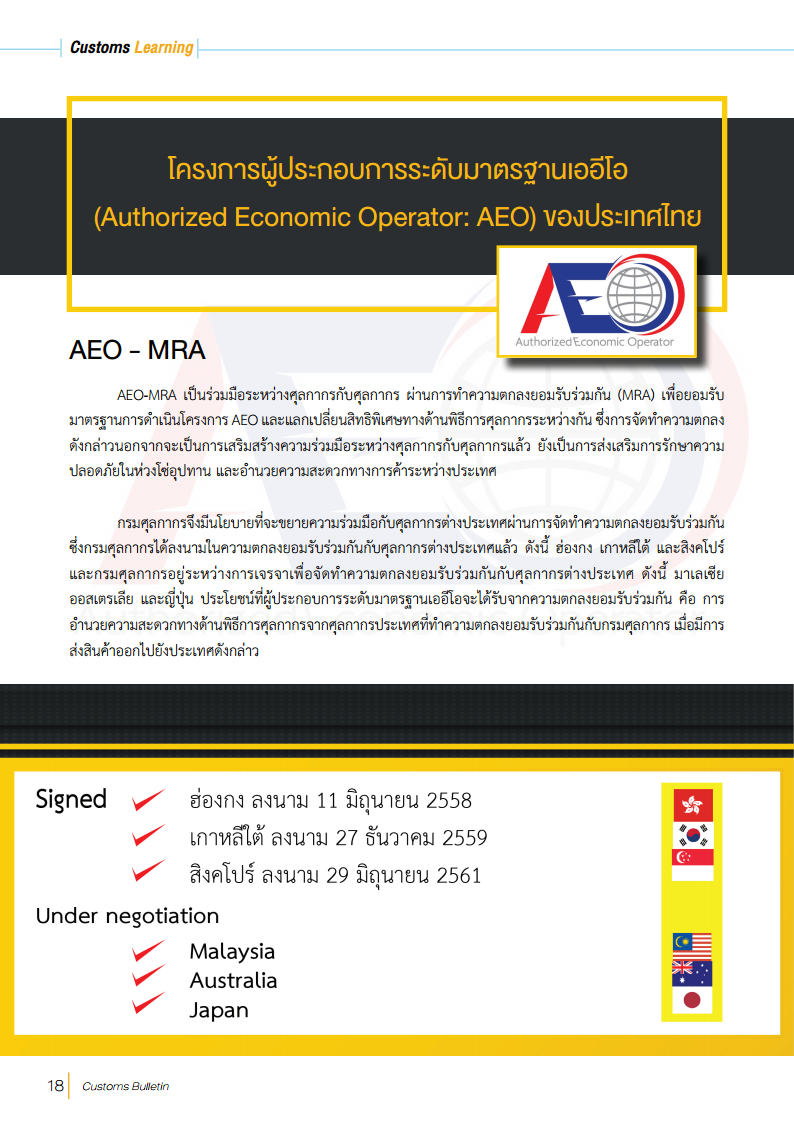 Customs Learning
โครงการผู้ประกอบการระดับมาตรฐานเออีโอ
(Authorized Economic Operator: AEO) ของประเทศไทย
AEO
Authorized Economic Operator
AEO - MRA
AEO-MRA เป็นร่วมมือระหว่างศุลกากรกับศุลกากร ผ่านการทำความตกลงยอมรับร่วมกัน (MRA) เพื่อยอมรับ
มาตรฐานการดำเนินโครงการ AEO และแลกเปลี่ยนสิทธิพิเศษทางด้านพิธีการศุลกากรระหว่างกัน ซึ่งการจัดทำความตกลง
ดังกล่าวนอกจากจะเป็นการเสริมสร้างความร่วมมือระหว่างศุลกากรกับศุลกากรแล้ว ยังเป็นการส่งเสริมการรักษาความ
ปลอดภัยในห่วงโซ่อุปทาน และอำนวยความสะดวกทางการค้าระหว่างประเทศ
กรมศุลกากรจึงมีนโยบายที่จะขยายความร่วมมือกับศุลกากรต่างประเทศผ่านการจัดทำความตกลงยอมรับร่วมกัน
ซึ่งกรมศุลกากรได้ลงนามในความตกลงยอมรับร่วมกันกับศุลกากรต่างประเทศแล้ว ดังนี้ ฮ่องกง เกาหลีใต้ และสิงคโปร์
และกรมศุลกากรอยู่ระหว่างการเจรจาเพื่อจัดทำความตกลงยอมรับร่วมกันกับศุลกากรต่างประเทศ ดังนี้ มาเลเซีย
ออสเตรเลีย และญี่ปุ่น ประโยชน์ที่ผู้ประกอบการระดับมาตรฐานเออีโอจะได้รับจากความตกลงยอมรับร่วมกัน คือ การ
อำนวยความสะดวกทางด้านพิธีการศุลกากรจากศุลกากรประเทศที่ทำความตกลงยอมรับร่วมกันกับกรมศุลกากร เมื่อมีการ
ส่งสินค้าออกไปยังประเทศดังกล่าว
Signed ฮ่องกง ลงนาม 11 มิถุนายน 2558
เกาหลีใต้ ลงนาม 27 ธันวาคม 2559
สิงคโปร์ ลงนาม 29 มิถุนายน 2561
Under negotiation
Malaysia
Australia
Japan
18 Customs Bulletin